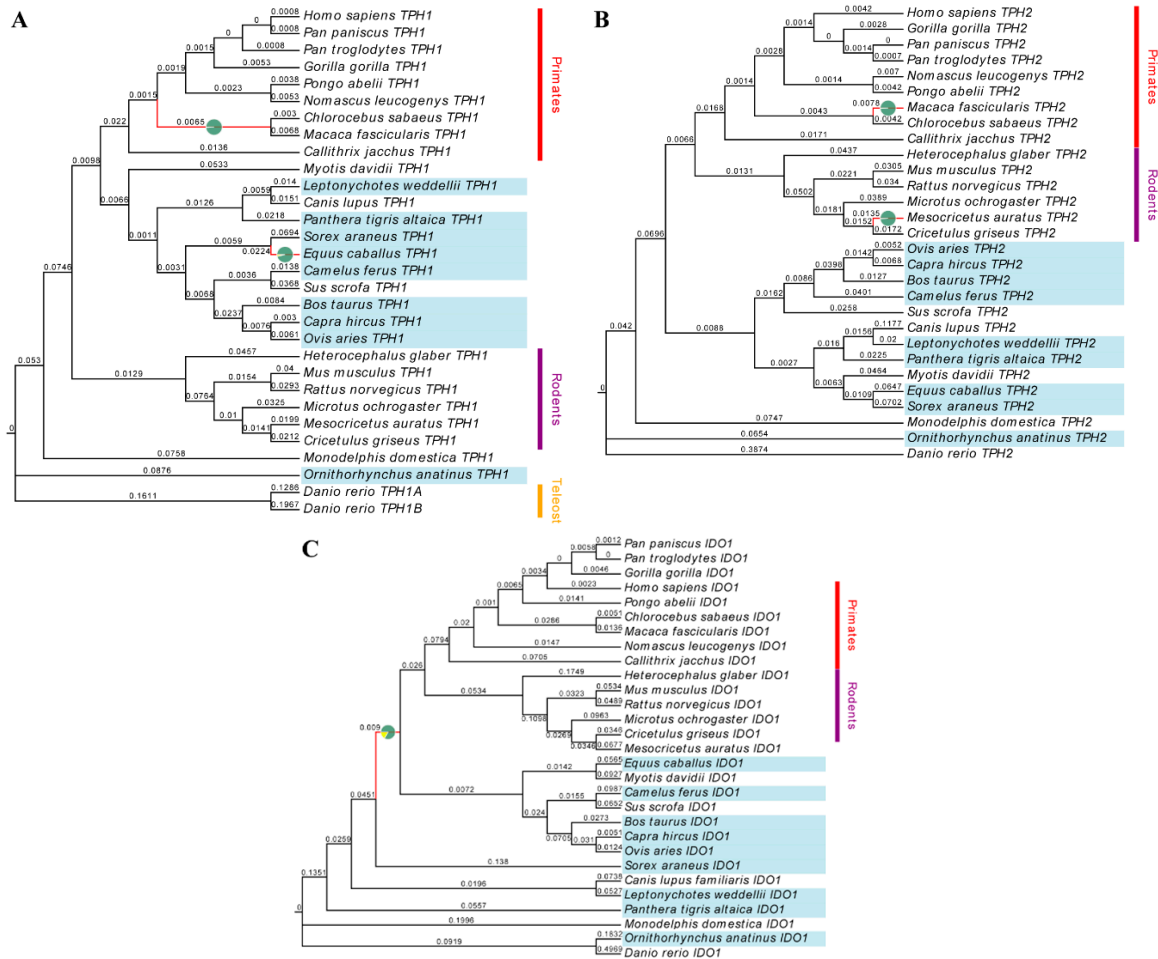 A
0.0008
Homo sapiens TPH1
0
0.0008
Pan paniscus TPH1
0.0015
0.0008
Pan troglodytes TPH1
0.0019
0.0053
Gorilla gorilla TPH1
0.0038
Pongo abelii TPH1
0.0015
0.0023
0.0053
Nomascus leucogenys TPH1
0.003
Chlorocebus sabaeus TPH1
0.022
0.0065
0.0068
Macaca fascicularis TPH1
0.0136
Callithrix jacchus TPH1
Primates
0.0098
0.0533
Myotis davidii TPH1
0.014
Leptonychotes weddellii TPH1
0.0059
0.0066
0.0126
0.0151
Canis lupus TPH1
0.0218
Panthera tigris altaica TPH1
0.0011
0.0694
Sorex araneus TPH1
0.0059
0.0224
Equus caballus TPH1
0.0031
0.0138
Camelus ferus TPH1
0.0036
0.0746
0.0368
Sus scrofa TPH1
0.0068
0.0084
Bos taurus TPH1
0.0237
0.003
Capra hircus TPH1
0.0076
0.0061
Ovis aries TPH1
0.053
0.0457
Heterocephalus glaber TPH1
0.0129
0.04
Mus musculus TPH1
0.0154
0.0293
Rattus norvegicus TPH1
0.0764
0.0325
Microtus ochrogaster TPH1
0.01
0.0199
Mesocricetus auratus TPH1
0.0141
0.0212
Cricetulus griseus TPH1
Rodents
0
0.0758
Monodelphis domestica TPH1
0.0876
Ornithorhynchus anatinus TPH1
0.1286
Danio rerio TPH1A
0.1611
0.1967
Danio rerio TPH1B
Teleost
B
0.0042
Homo sapiens TPH2
0.0014
0.0028
Gorilla gorilla TPH2
0
0
Pan paniscus TPH2
0.0028
0.0014
0.0007
Pan troglodytes TPH2
0.007
Nomascus leucogenys TPH2
0.0014
0.0014
0.0042
Pongo abelii TPH2
0.0078
Macaca fascicularis TPH2
0.0168
0.0043
0.0042
Chlorocebus sabaeus TPH2
0.0171
Callithrix jacchus TPH2
Primates
0.0066
0.0437
Heterocephalus glaber TPH2
0.0131
0.0305
Mus musculus TPH2
0.0221
0.034
Rattus norvegicus TPH2
0.0502
0.0389
Microtus ochrogaster TPH2
0.0181
0.0135
Mesocricetus auratus TPH2
0.0152
0.0172
Cricetulus griseus TPH2
Rodents
0.0696
0.0052
Ovis aries TPH2
0.0142
0.0068
Capra hircus TPH2
0.0398
0.0127
Bos taurus TPH2
0.0086
0.0401
Camelus ferus TPH2
0.0162
0.0258
Sus scrofa TPH2
0.042
0.0088
0.1177
Canis lupus TPH2
0.0156
0.02
Leptonychotes weddellii TPH2
0.016
0.0225
Panthera tigris altaica TPH2
0.0027
0.0464
Myotis davidii TPH2
0.0063
0.0647
Equus caballus TPH2
0.0109
0.0702
Sorex araneus TPH2
0
0.0747
Monodelphis domestica TPH2
0.0654
Ornithorhynchus anatinus TPH2
0.3874
Danio rerio TPH2
C
0.0012
Pan paniscus IDO1
0.0058
0
Pan troglodytes IDO1
0
0.0046
Gorilla gorilla IDO1
0.0034
0.0023
Homo sapiens IDO1
0.0065
0.0141
Pongo abelii IDO1
0.001
0.0051
Chlorocebus sabaeus IDO1
0.0286
0.0136
Macaca fascicularis IDO1
0.02
0.0147
Nomascus leucogenys IDO1
0.0794
0.0705
Callithrix jacchus IDO1
Primates
0.026
0.1749
Heterocephalus glaber IDO1
0.0534
0.0534
Mus musculus IDO1
0.0323
0.0489
Rattus norvegicus IDO1
0.1098
0.0963
Microtus ochrogaster IDO1
0.0269
0.0346
Cricetulus griseus IDO1
0.0346
0.0677
Mesocricetus auratus IDO1
Rodents
0.009
0.0565
Equus caballus IDO1
0.0142
0.0927
Myotis davidii IDO1
0.0072
0.0987
Camelus ferus IDO1
0.0155
0.0652
Sus scrofa IDO1
0.024
0.0273
Bos taurus IDO1
0.0705
0.0051
Capra hircus IDO1
0.031
0.0124
Ovis aries IDO1
0.0451
0.138
Sorex araneus IDO1
0.0259
0.0738
Canis lupus familiaris IDO1
0.0196
0.0527
Leptonychotes weddellii IDO1
0.1351
0.0557
Panthera tigris altaica IDO1
0
0.1996
Monodelphis domestica IDO1
0.1832
Ornithorhynchus anatinus IDO1
0.0919
0.4969
Danio rerio IDO1